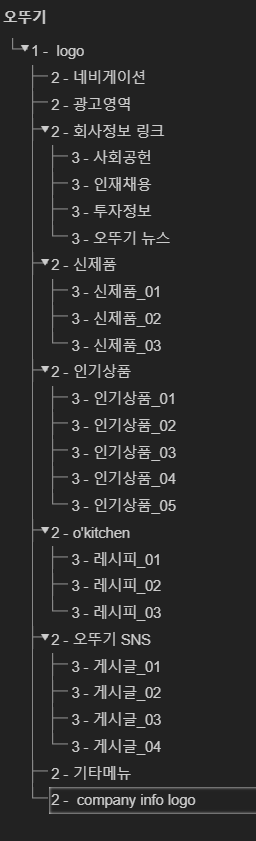 오뚜기
1 - logo
2 - 네비게이션
2 - 광고영역
2 - 회사정보 링크
3 - 사회공헌
3 - 인재채용
3 - 투자정보
3 - 오뚜기 뉴스
2 - 신제품
3 - 신제품_01
3 - 신제품_02
3 - 신제품_03
2 - 인기상품
3 - 인기상품_01
3 - 인기상품_02
3 - 인기상품_03
3 - 인기상품_04
3 - 인기상품_05
2 - o'kitchen
3 - 레시피_01
3 - 레시피_02
3 - 레시피_03
2 - 오뚜기 SNS
3 - 게시글_01
3 - 게시글_02
3 - 게시글_03
3 - 게시글_04
2 - 기타메뉴
2 - company info logo